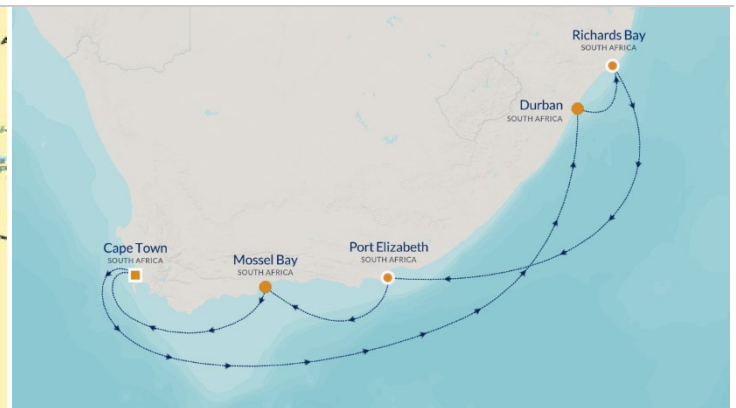 Richards Bay
SOUTH AFRICA
Durban
SOUTH AFRICA
Cape Town
SOUTH AFRICA
Mossel Bay
SOUTH AFRICA
Port Elizabeth
SOUTH AFRICA